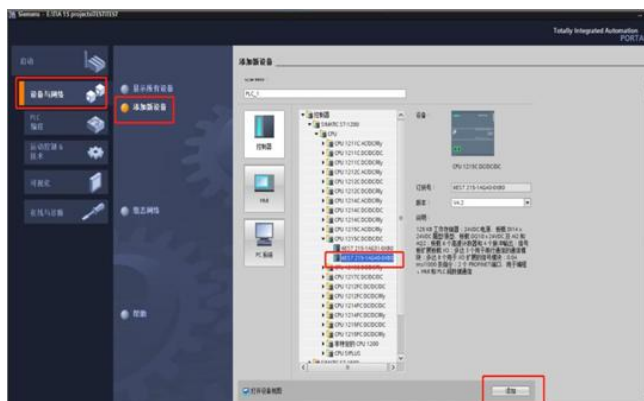 Siemens - E:\TIA 15 projects\TEST\TEST
Totally Integrated Automation
PORTAL
启动
设备与网络
PLC
编程
运动控制 &
技术
可视化
在线与诊断
显示所有设备
添加新设备
组态网络
帮助
添加新设备
PLC_1
控制器
HMI
PC 系统
控制器
SIMATIC S7-1200
CPU
CPU 1211C AC/DC/Rly
CPU 1211C DC/DC/DC
CPU 1211C DC/DC/Rly
CPU 1212C AC/DC/Rly
CPU 1212C DC/DC/DC
CPU 1212C DC/DC/Rly
CPU 1214C AC/DC/Rly
CPU 1214C DC/DC/DC
CPU 1214C DC/DC/Rly
CPU 1215C AC/DC/Rly
CPU 1215C DC/DC/DC
6ES7 215-1AG31-0XB0
6ES7 215-1AG40-0XB0
CPU 1215C DC/DC/Rly
CPU 1217C DC/DC/DC
CPU 1212FC DC/DC/DC
CPU 1212FC DC/DC/Rly
CPU 1214FC DC/DC/DC
CPU 1214FC DC/DC/Rly
CPU 1215FC DC/DC/DC
CPU 1215FC DC/DC/Rly
非特定的 CPU 1200
CPU SIPLUS
设备:
CPU 1215C DC/DC/DC
订货号:
6ES7 215-1AG40-0XB0
版本:
V4.2
说明:
打开设备视图
添加